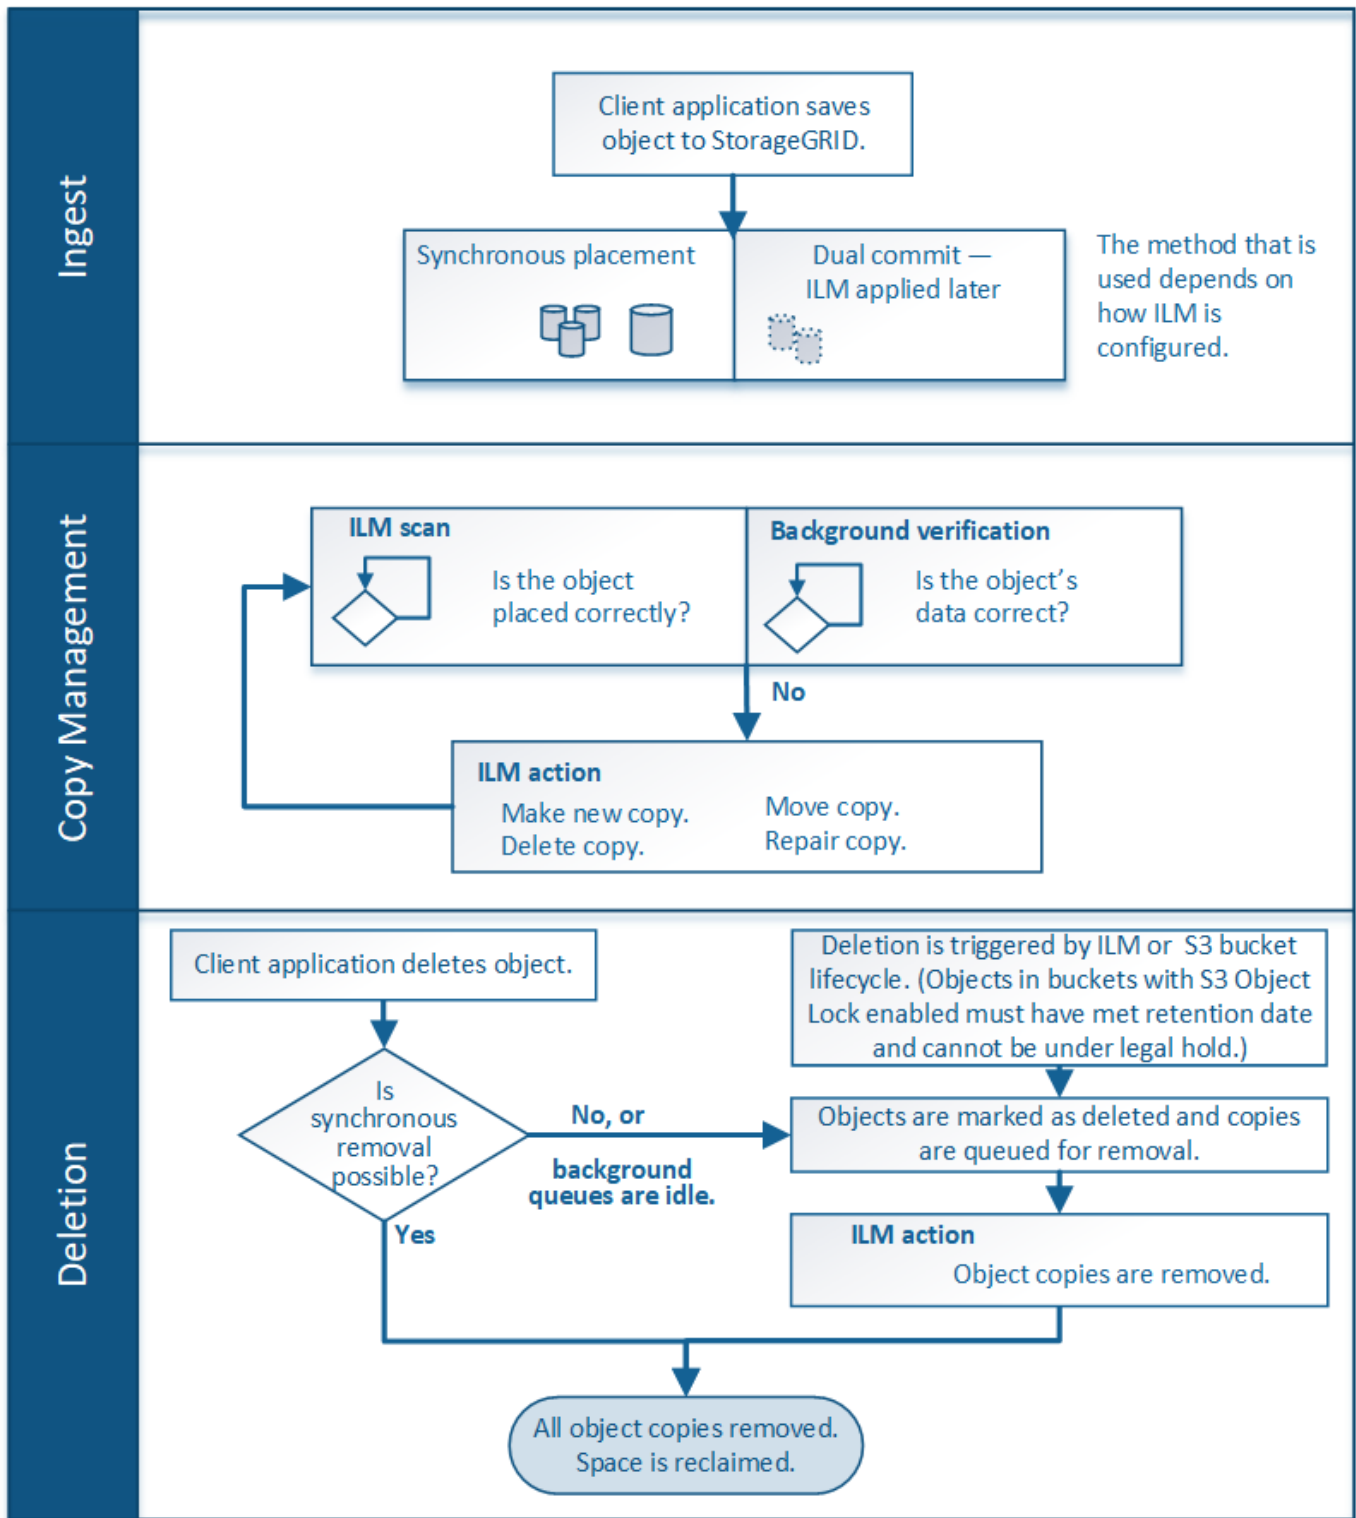 Ingest
Client application saves
object to StorageGRID.
Synchronous placement
Dual commit —
ILM applied later
The method that is
used depends on
how ILM is
configured.
Copy Management
ILM scan
Is the object
placed correctly?
Background verification
Is the object's
data correct?
No
ILM action
Make new copy.
Delete copy.
Move copy.
Repair copy.
Deletion
Client application deletes object.
Is
synchronous
removal
possible?
No, or
background
queues are idle.
Yes
Deletion is triggered by ILM or S3 bucket
lifecycle. (Objects in buckets with S3 Object
Lock enabled must have met retention date
and cannot be under legal hold.)
Objects are marked as deleted and copies
are queued for removal.
ILM action
Object copies are removed.
All object copies removed.
Space is reclaimed.